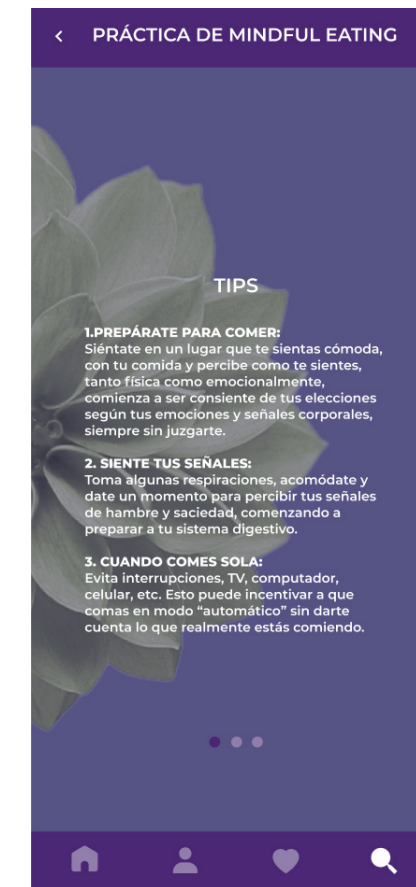 PRÁCTICA DE MINDFUL EATING
TIPS
1.PREPÁRATE PARA COMER:
Siéntate en un lugar que te sientas cómoda,
con tu comida y percibe como te sientes,
tanto física como emocionalmente,
comienza a ser consiente de tus elecciones
según tus emociones y señales corporales,
siempre sin juzgarte.
2. SIENTE TUS SEÑALES:
Toma algunas respiraciones, acomódate y
date un momento para percibir tus señales
de hambre y saciedad, comenzando a
preparar a tu sistema digestivo.
3. CUANDO COMES SOLA:
Evita interrupciones, TV, computador,
celular, etc. Esto puede incentivar a que
comas en modo “automático” sin darte
cuenta lo que realmente estás comiendo.